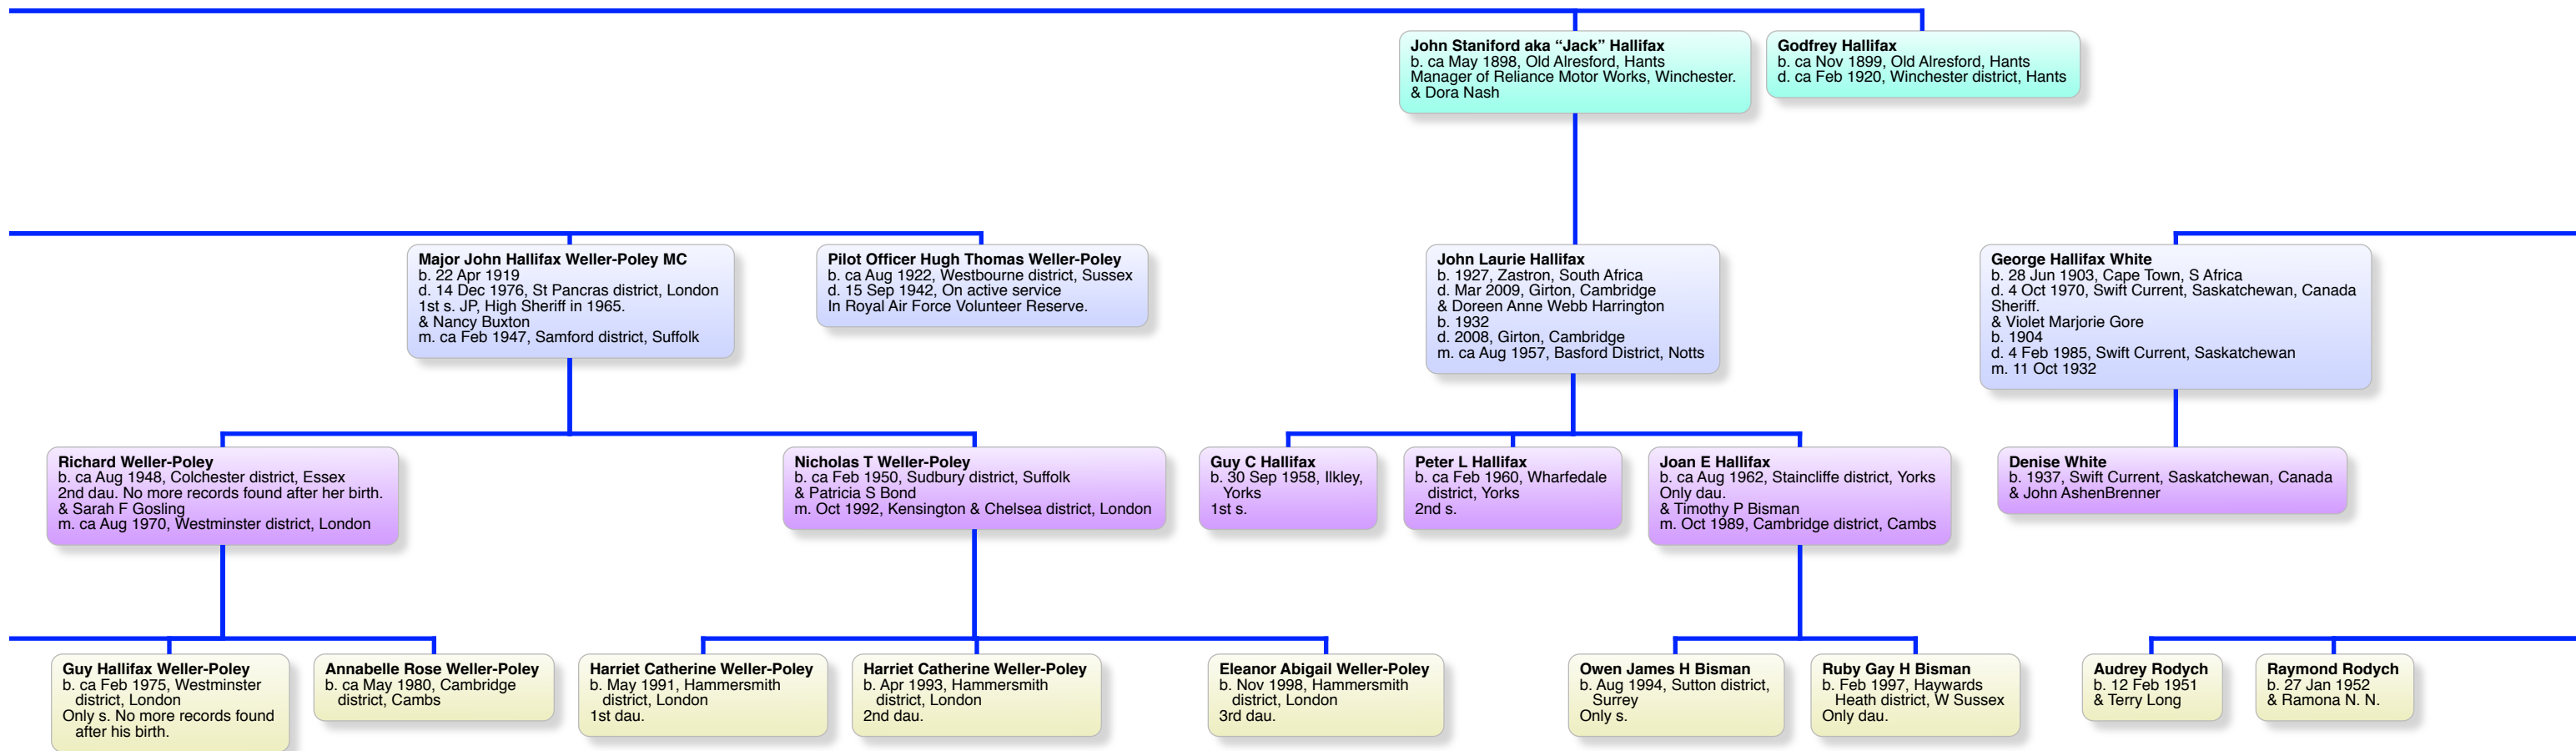 John Staniford aka “Jack” Hallifax
b. ca May 1898, Old Alresford, Hants
Manager of Reliance Motor Works, Winchester.
& Dora Nash
Godfrey Hallifax
b. ca Nov 1899, Old Alresford, Hants
d. ca Feb 1920, Winchester district, Hants
Major John Hallifax Weller-Poley MC
b. 22 Apr 1919
d. 14 Dec 1976, St Pancras district, London
1st s. JP, High Sheriff in 1965.
& Nancy Buxton
m. ca Feb 1947, Samford district, Suffolk
Pilot Officer Hugh Thomas Weller-Poley
b. ca Aug 1922, Westbourne district, Sussex
d. 15 Sep 1942, On active service
In Royal Air Force Volunteer Reserve.
John Laurie Hallifax
b. 1927, Zastron, South Africa
d. Mar 2009, Girton, Cambridge
& Doreen Anne Webb Harrington
b. 1932
d. 2008, Girton, Cambridge
m. ca Aug 1957, Basford District, Notts
George Hallifax White
b. 28 Jun 1903, Cape Town, S Africa
d. 4 Oct 1970, Swift Current, Saskatchewan, Canada
Sheriff.
& Violet Marjorie Gore
b. 1904
d. 4 Feb 1985, Swift Current, Saskatchewan
m. 11 Oct 1932
Richard Weller-Poley
b. ca Aug 1948, Colchester district, Essex
2nd dau. No more records found after her birth.
& Sarah F Gosling
m. ca Aug 1970, Westminster district, London
Nicholas T Weller-Poley
b. ca Feb 1950, Sudbury district, Suffolk
& Patricia S Bond
m. Oct 1992, Kensington & Chelsea district, London
Guy C Hallifax
b. 30 Sep 1958, Ilkley,
Yorks
1st s.
Peter L Hallifax
b. ca Feb 1960, Wharfedale
district, Yorks
2nd s.
Joan E Hallifax
b. ca Aug 1962, Staincliffe district, Yorks
Only dau.
& Timothy P Bisman
m. Oct 1989, Cambridge district, Cambs
Denise White
b. 1937, Swift Current, Saskatchewan, Canada
& John AshenBrenner
Guy Hallifax Weller-Poley
b. ca Feb 1975, Westminster
district, London
Only s. No more records found
after his birth.
Annabelle Rose Weller-Poley
b. ca May 1980, Cambridge
district, Cambs
Harriet Catherine Weller-Poley
b. May 1991, Hammersmith
district, London
1st dau.
Harriet Catherine Weller-Poley
b. Apr 1993, Hammersmith
district, London
2nd dau.
Eleanor Abigail Weller-Poley
b. Nov 1998, Hammersmith
district, London
3rd dau.
Owen James H Bisman
b. Aug 1994, Sutton district,
Surrey
Only s.
Ruby Gay H Bisman
b. Feb 1997, Haywards
Heath district, W Sussex
Only dau.
Audrey Rodych
b. 12 Feb 1951
& Terry Long
Raymond Rodych
b. 27 Jan 1952
& Ramona N. N.